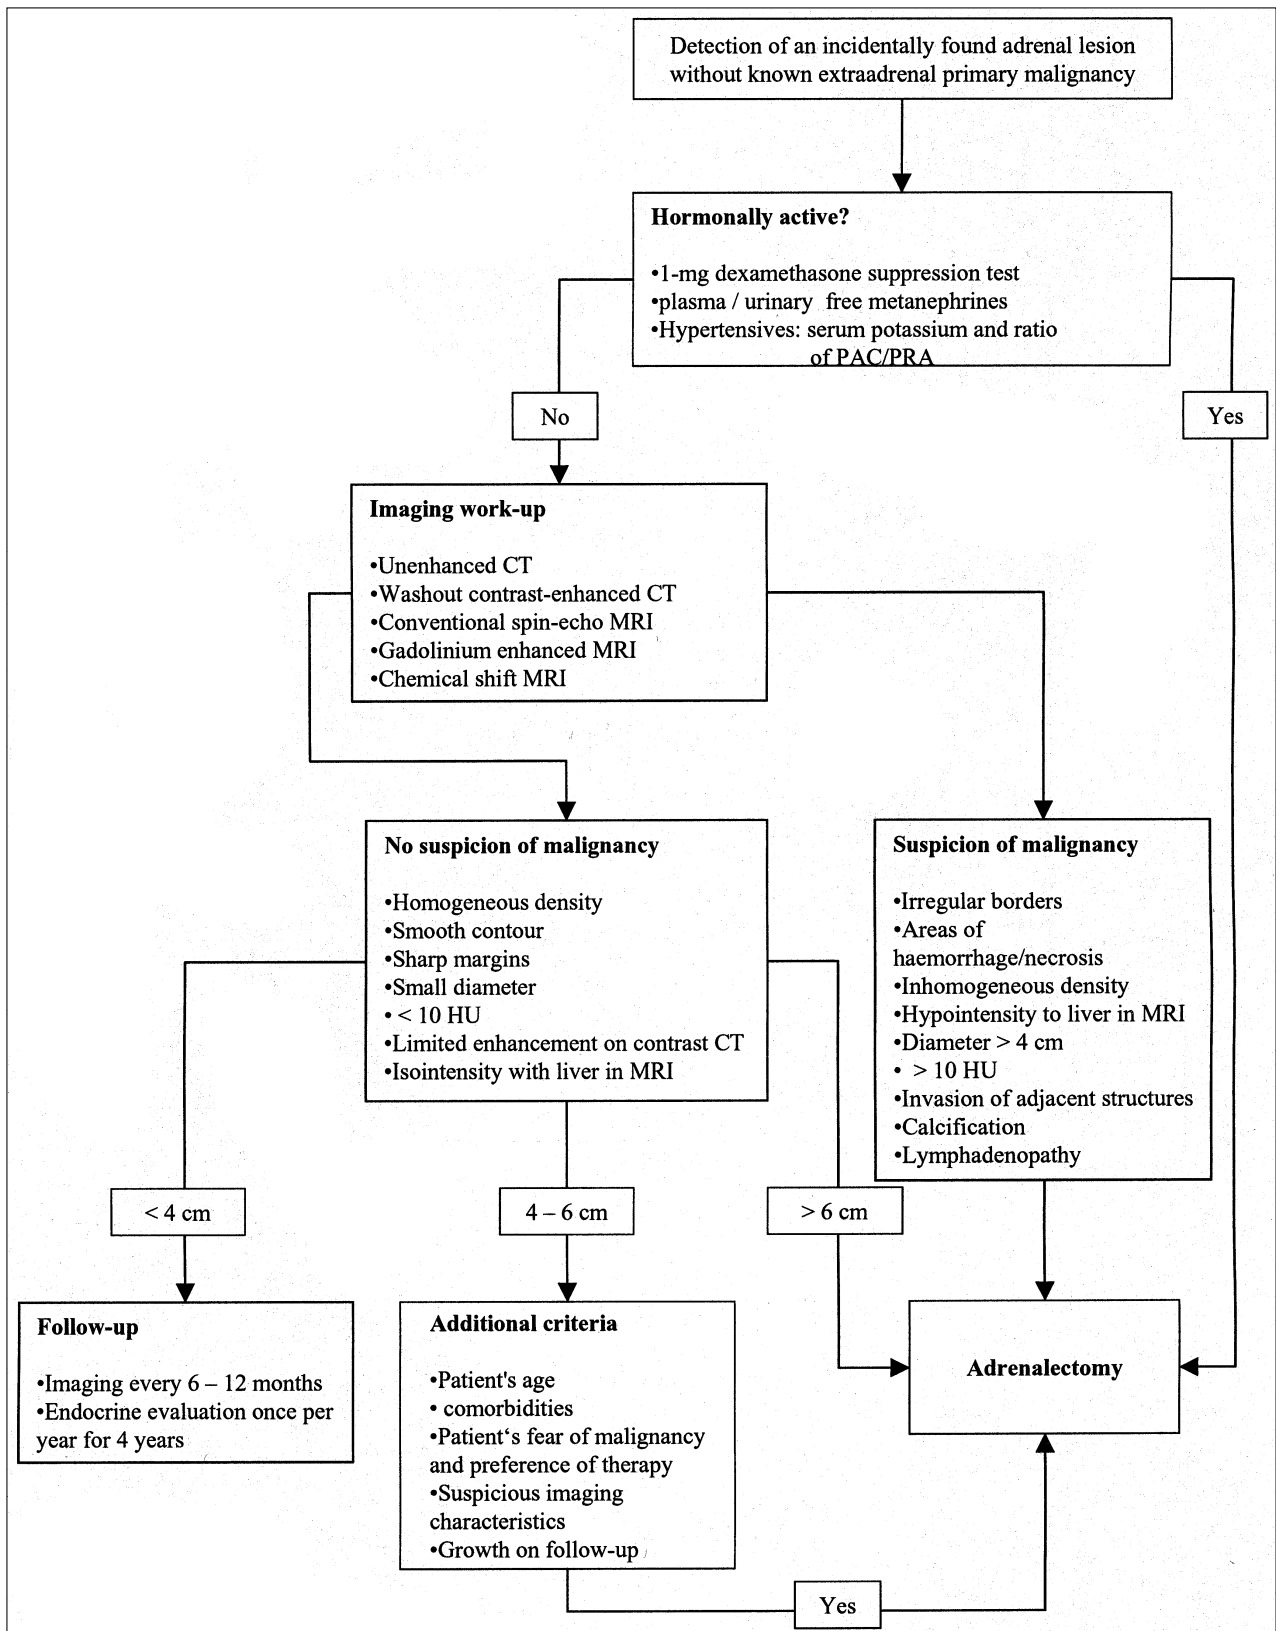 Detection of an incidentally found adrenal lesion
without known extraadrenal primary malignancy
Hormonally active?
•1-mg dexamethasone suppression test
•plasma / urinary free metanephrines
•Hypertensives: serum potassium and ratio
of PAC/PRA
No
Yes
Imaging work-up
•Unenhanced CT
•Washout contrast-enhanced CT
•Conventional spin-echo MRI
•Gadolinium enhanced MRI
•Chemical shift MRI
No suspicion of malignancy
•Homogeneous density
•Smooth contour
•Sharp margins
•Small diameter
• < 10 HU
•Limited enhancement on contrast CT
•Isointensity with liver in MRI
Suspicion of malignancy
•Irregular borders
•Areas of
haemorrhage/necrosis
•Inhomogeneous density
•Hypointensity to liver in MRI
•Diameter > 4 cm
• > 10 HU
•Invasion of adjacent structures
•Calcification
•Lymphadenopathy
< 4 cm
4 – 6 cm
> 6 cm
Follow-up
•Imaging every 6 – 12 months
•Endocrine evaluation once per
year for 4 years
Additional criteria
•Patient's age
• comorbidities
•Patient‘s fear of malignancy
and preference of therapy
•Suspicious imaging
characteristics
•Growth on follow-up
Adrenalectomy
Yes